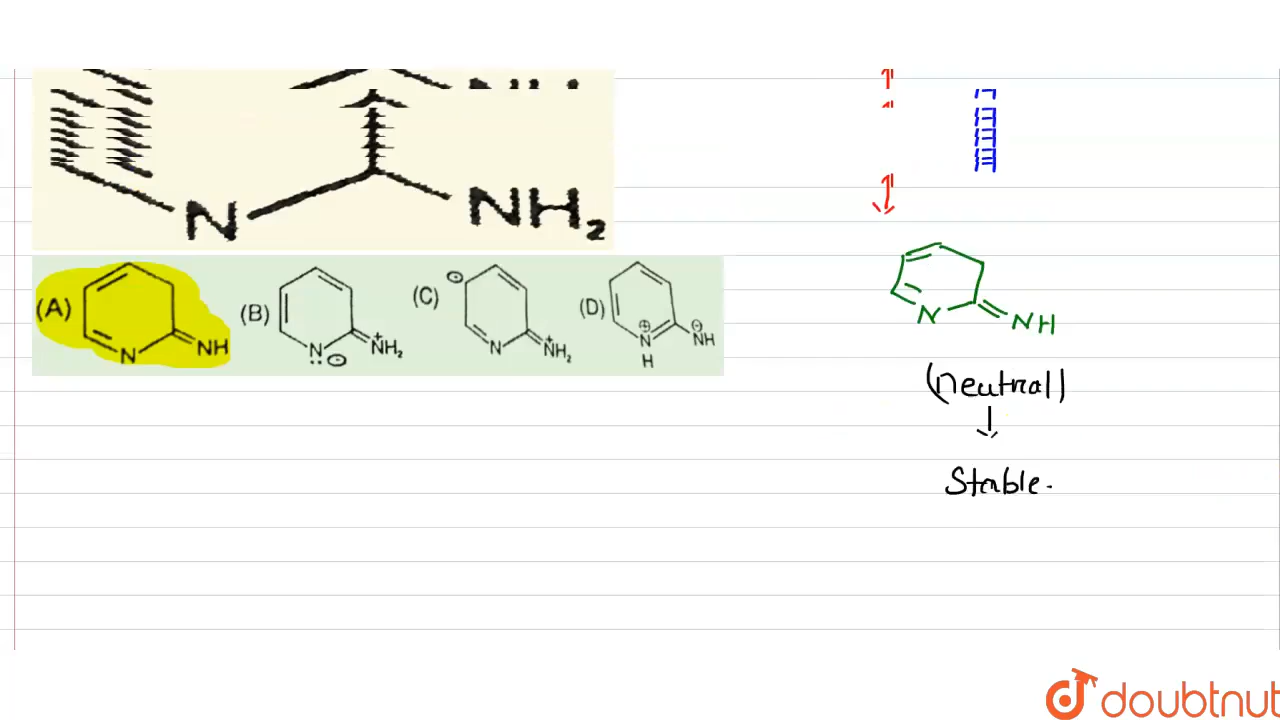 N NH₂
(A) N NH (B) N ⊖ NH₂ + (C) ⊖ N NH₂ + (D) N ⊕ H NH ⊖
N NH
(neutral)
↓
Stable.
doubtnut